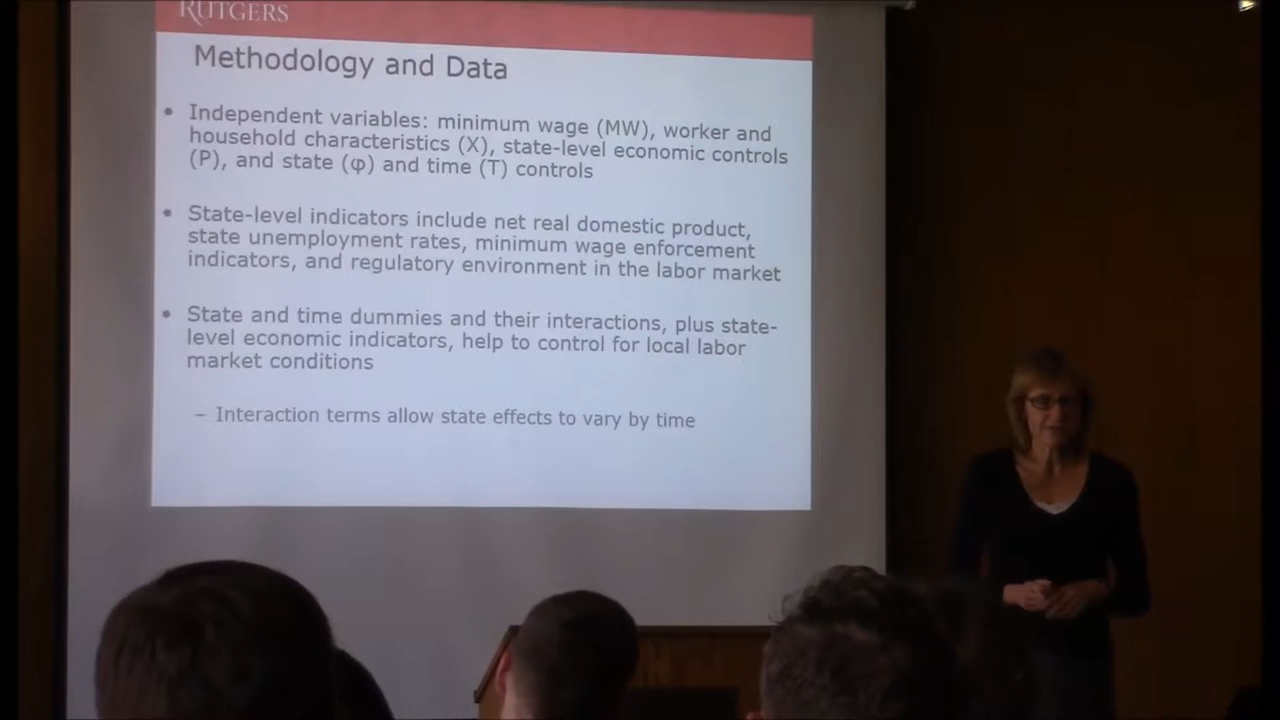 RUTGERS
Methodology and Data
• Independent variables: minimum wage (MW), worker and
household characteristics (X), state-level economic controls
(P), and state (φ) and time (T) controls
• State-level indicators include net real domestic product,
state unemployment rates, minimum wage enforcement
indicators, and regulatory environment in the labor market
• State and time dummies and their interactions, plus state-
level economic indicators, help to control for local labor
market conditions
– Interaction terms allow state effects to vary by time